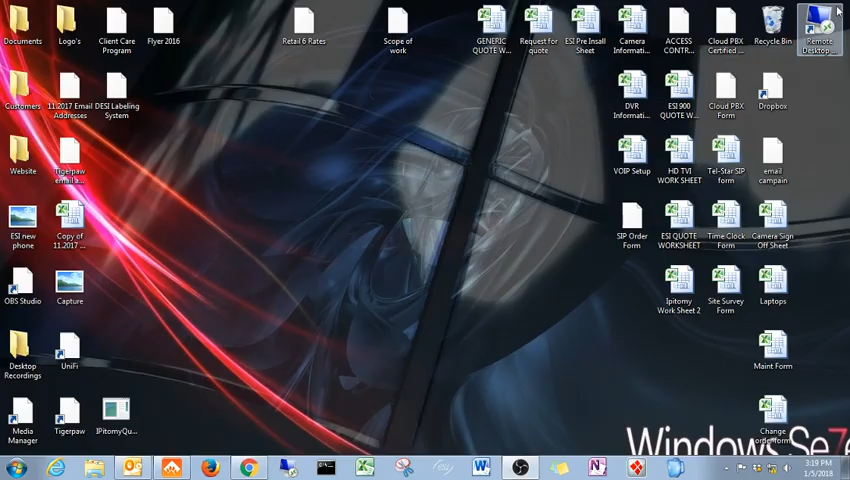 Documents
Logo's
Client Care
Program
Flyer 2016
Retail 6 Rates
Scope of
work
GENERIC
QUOTE W...
Request for
quote
ESI Pre Insall
Sheet
Camera
Informati...
ACCESS
CONTR...
Cloud PBX
Certified ...
Recycle Bin
Remote
Desktop ...
Customers
11.2017 Email
Addresses
DESI Labeling
System
DVR
Informati...
ESI 900
QUOTE W...
Cloud PBX
Form
Dropbox
Website
Tigerpaw
email a...
VOIP Setup
HD TVI
WORK SHEET
Tel-Star SIP
form
email
campain
ESI new
phone
Copy of
11.2017 ...
SIP Order
Form
ESI QUOTE
WORKSHEET
Time Clock
Form
Camera Sign
Off Sheet
OBS Studio
Capture
Ipitomy
Work Sheet 2
Site Survey
Form
Laptops
Desktop
Recordings
UniFi
Maint Form
Media
Manager
Tigerpaw
IPitomyQu...
Change
order form
Windows Se7e
3:19 PM
1/5/2018